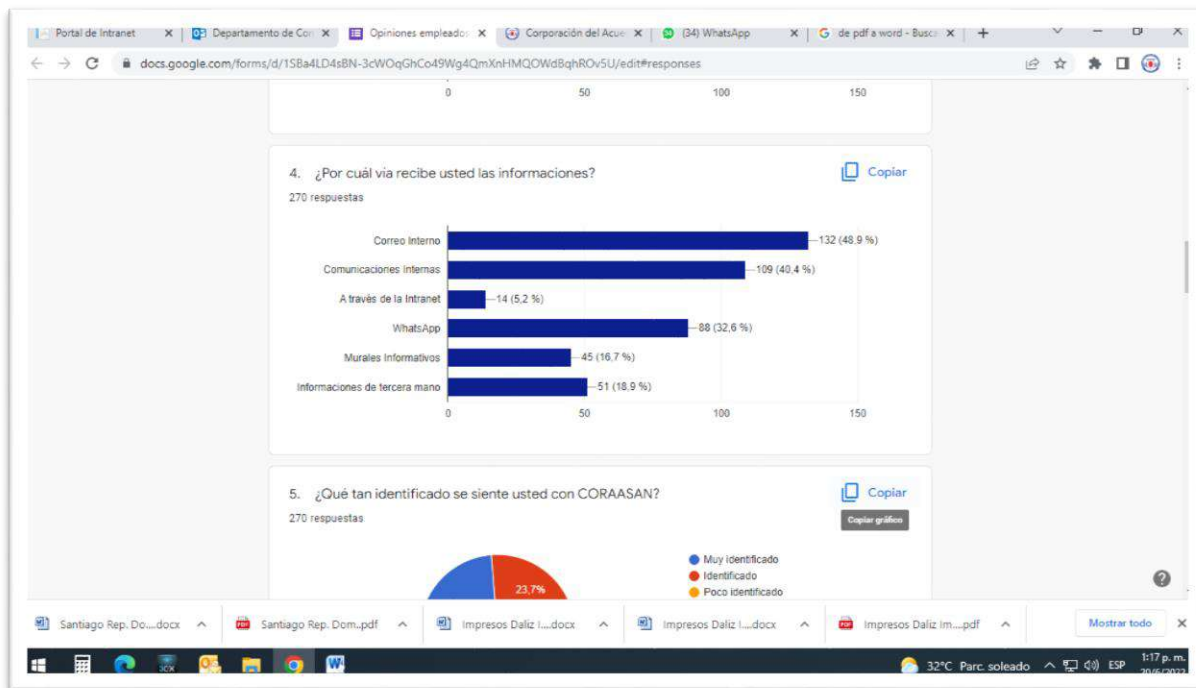 Portal de Intranet
Departamento de Con
Opiniones empleados
Corporación del Acue
(34) WhatsApp
de pdf a word - Busca
docs.google.com/forms/d/1SBa4LD4sBN-3cWOqGhCo49Wg4QmXnHMQOWdBqhROv5U/edit#responses
0 50 100 150
4. ¿Por cuál vía recibe usted las informaciones?
Copiar
270 respuestas
Correo Interno 132 (48,9 %)
Comunicaciones Internas 109 (40,4 %)
A través de la Intranet 14 (5,2 %)
WhatsApp 88 (32,6 %)
Murales Informativos 45 (16,7 %)
Informaciones de tercera mano 51 (18,9 %)
0 50 100 150
5. ¿Qué tan identificado se siente usted con CORAASAN?
Copiar
270 respuestas
Copiar gráfico
Muy identificado
Identificado
Poco identificado
23,7%
Santiago Rep. Do....docx
Santiago Rep. Dom..pdf
Impresos Daliz I....docx
Impresos Daliz I....docx
Impresos Daliz Im....pdf
Mostrar todo
3CX
32°C Parc. soleado
ESP
1:17 p. m.